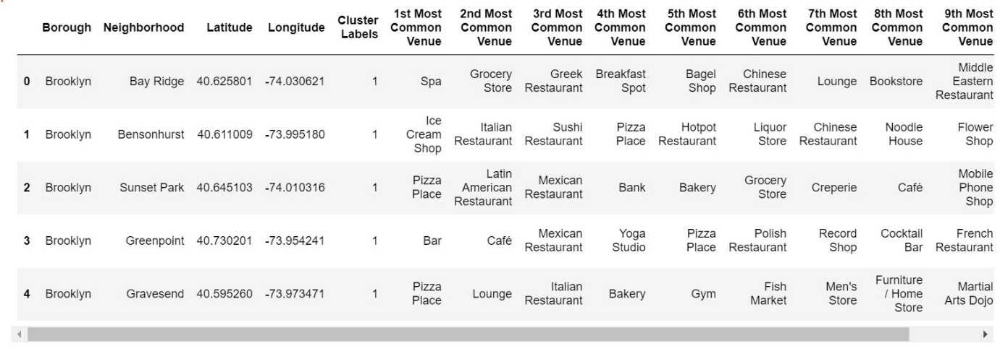 Borough Neighborhood Latitude Longitude Cluster Labels 1st Most Common Venue 2nd Most Common Venue 3rd Most Common Venue 4th Most Common Venue 5th Most Common Venue 6th Most Common Venue 7th Most Common Venue 8th Most Common Venue 9th Most Common Venue
0 Brooklyn Bay Ridge 40.625801 -74.030621 1 Spa Grocery Store Greek Restaurant Breakfast Spot Bagel Shop Chinese Restaurant Lounge Bookstore Middle Eastern Restaurant
1 Brooklyn Bensonhurst 40.611009 -73.995180 1 Ice Cream Shop Italian Restaurant Sushi Restaurant Pizza Place Hotpot Restaurant Liquor Store Chinese Restaurant Noodle House Flower Shop
2 Brooklyn Sunset Park 40.645103 -74.010316 1 Pizza Place Latin American Restaurant Mexican Restaurant Bank Bakery Grocery Store Creperie Café Mobile Phone Shop
3 Brooklyn Greenpoint 40.730201 -73.954241 1 Bar Café Mexican Restaurant Yoga Studio Pizza Place Polish Restaurant Record Shop Cocktail Bar French Restaurant
4 Brooklyn Gravesend 40.595260 -73.973471 1 Pizza Place Lounge Italian Restaurant Bakery Gym Fish Market Men's Store Furniture / Home Store Martial Arts Dojo